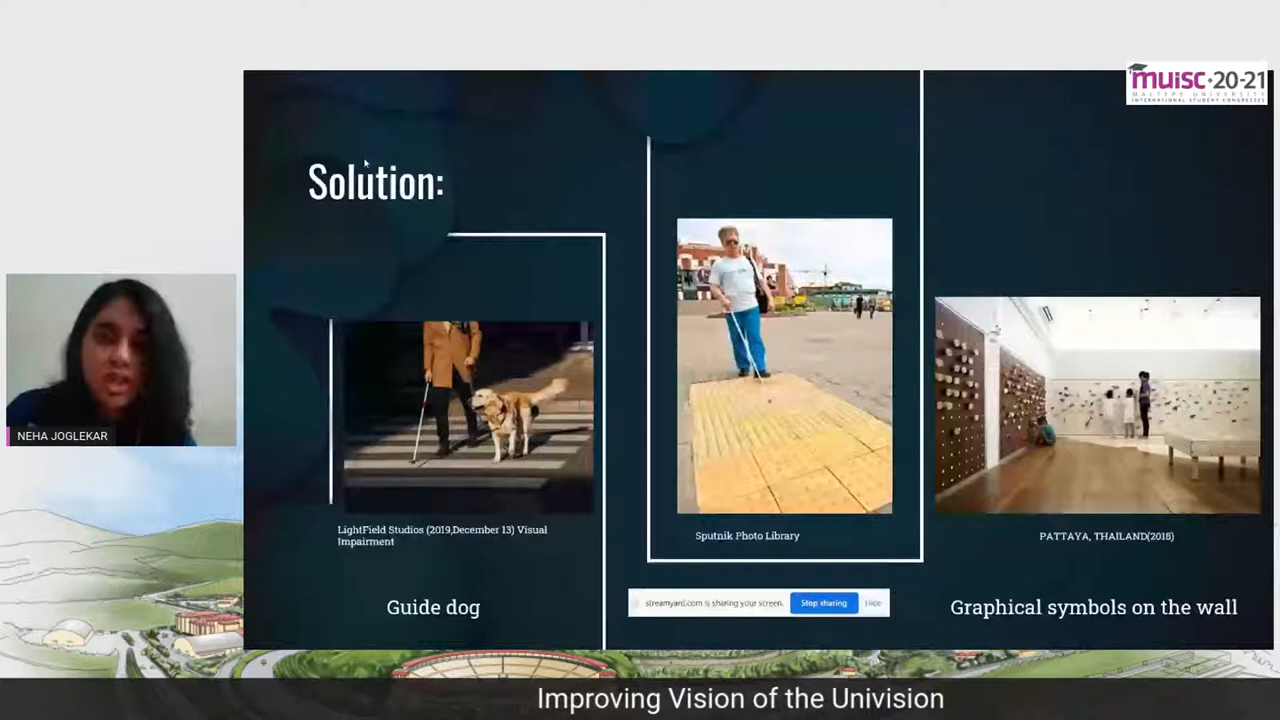 muisc·20-21
MALTEPE UNIVERSITY
INTERNATIONAL STUDENT CONGRESSES
Solution:
NEHA JOGLEKAR
LightField Studios (2019,December 13) Visual
Impairment
Sputnik Photo Library
PATTAYA, THAILAND(2018)
Guide dog
streamyard.com is sharing your screen.
Stop sharing
Hide
Graphical symbols on the wall
Improving Vision of the Univision